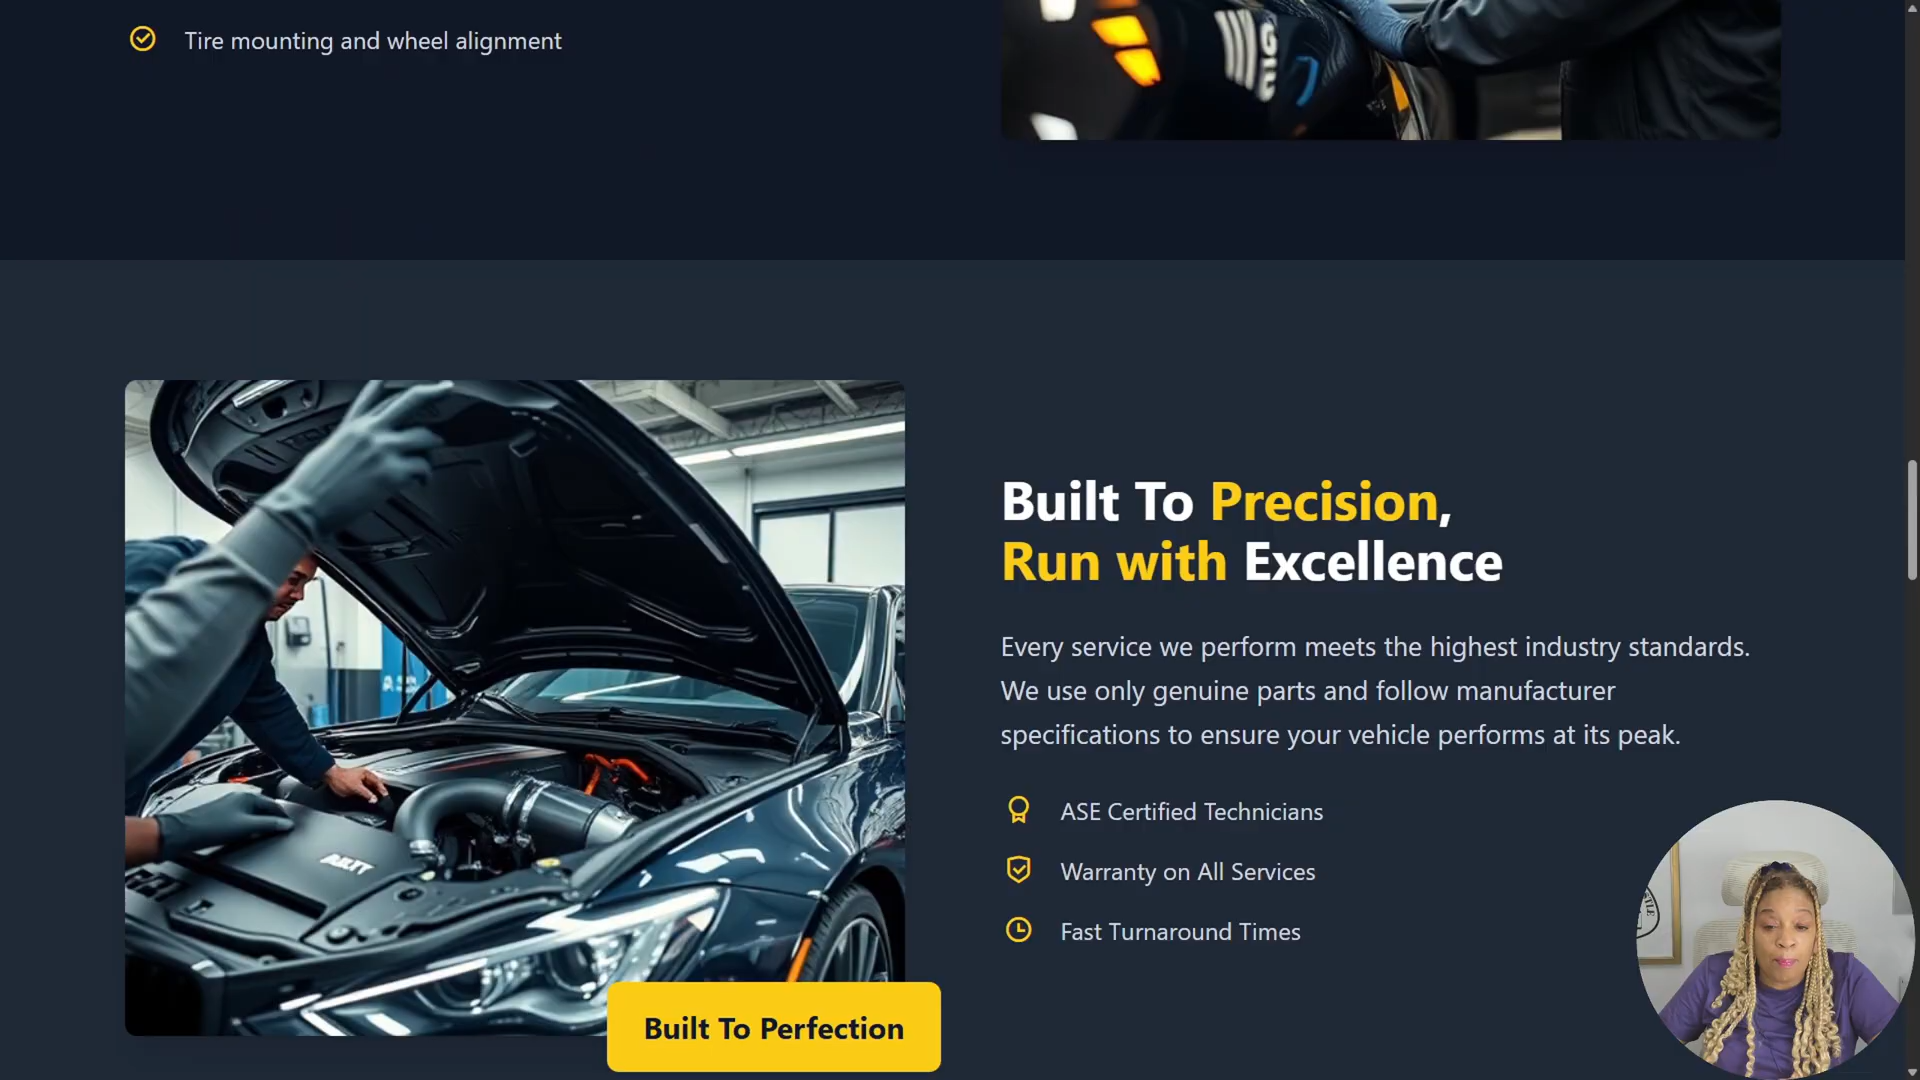 Tire mounting and wheel alignment
Built To Precision,
Run with Excellence
Every service we perform meets the highest industry standards.
We use only genuine parts and follow manufacturer
specifications to ensure your vehicle performs at its peak.
ASE Certified Technicians
Warranty on All Services
Fast Turnaround Times
Built To Perfection